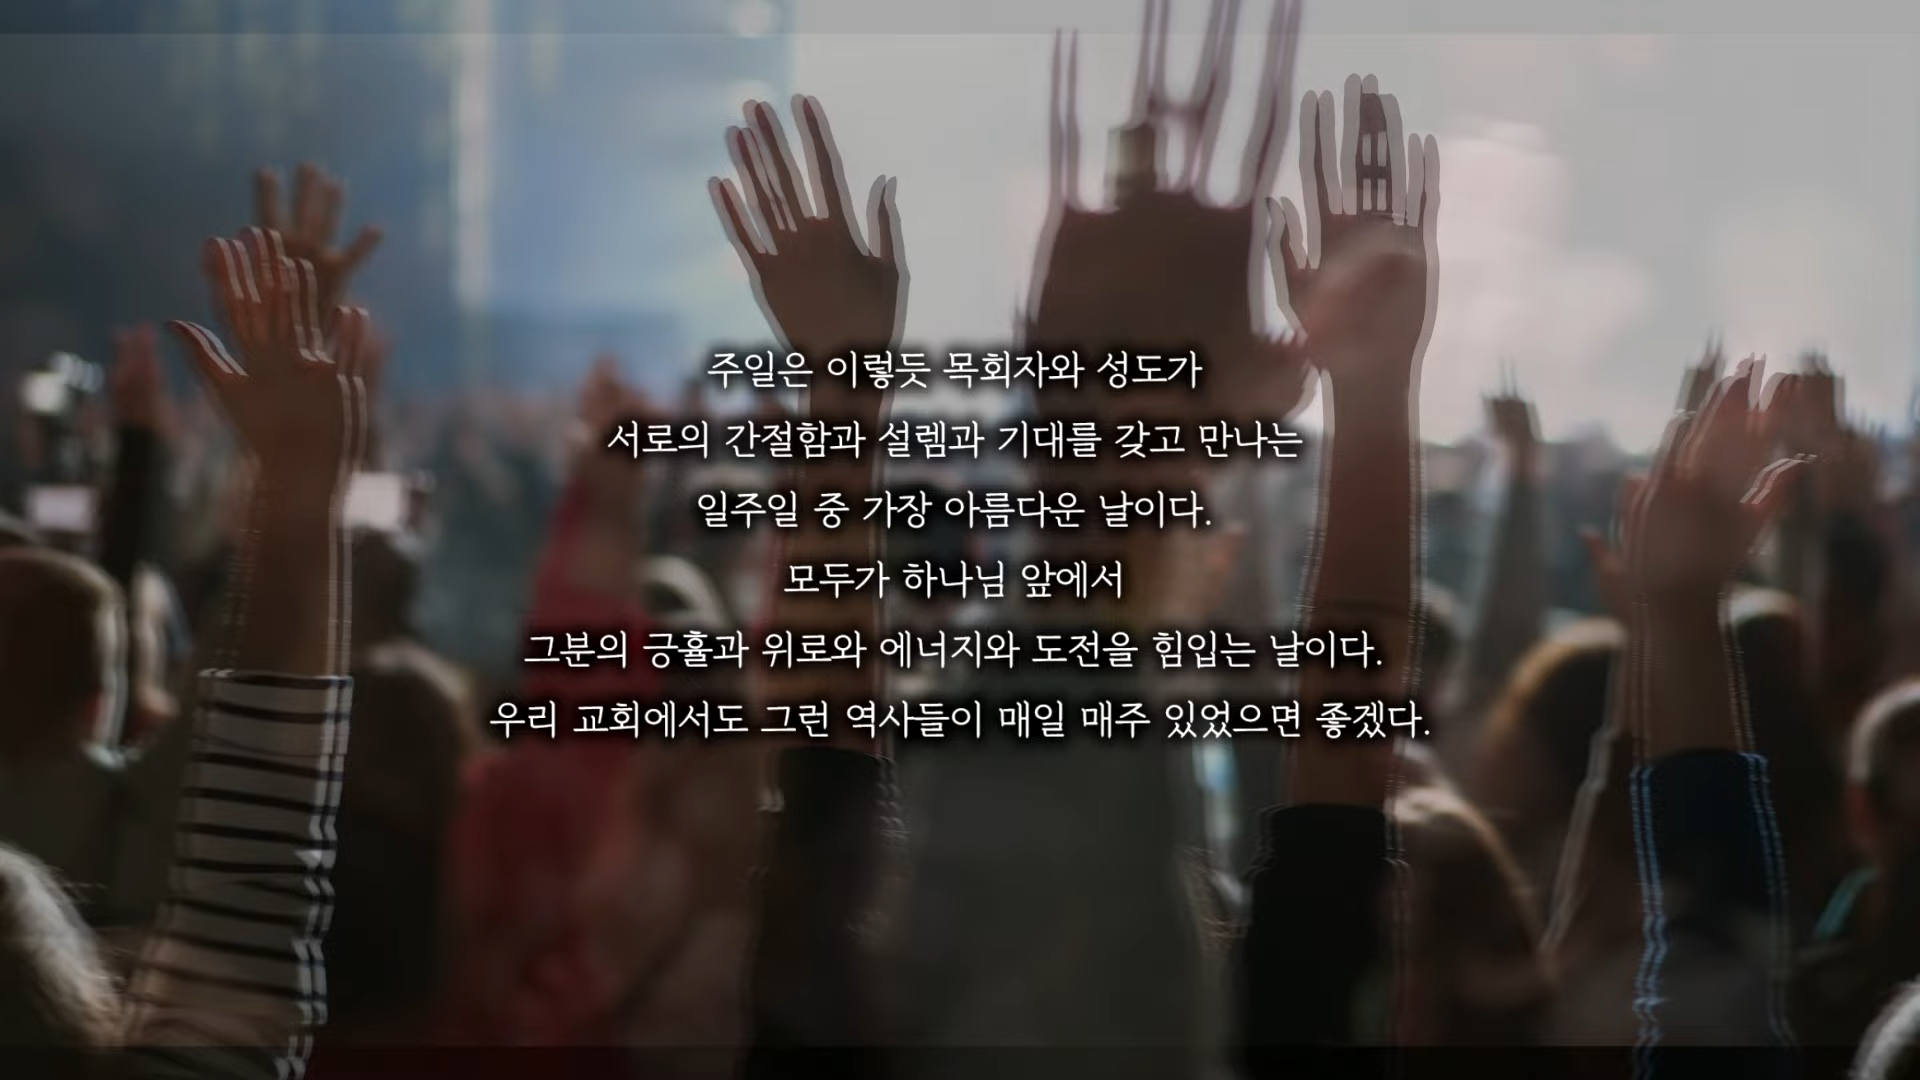 주일은 이렇듯 목회자와 성도가
서로의 간절함과 설렘과 기대를 갖고 만나는
일주일 중 가장 아름다운 날이다.
모두가 하나님 앞에서
그분의 긍휼과 위로와 에너지와 도전을 힘입는 날이다.
우리 교회에서도 그런 역사들이 매일 매주 있었으면 좋겠다.